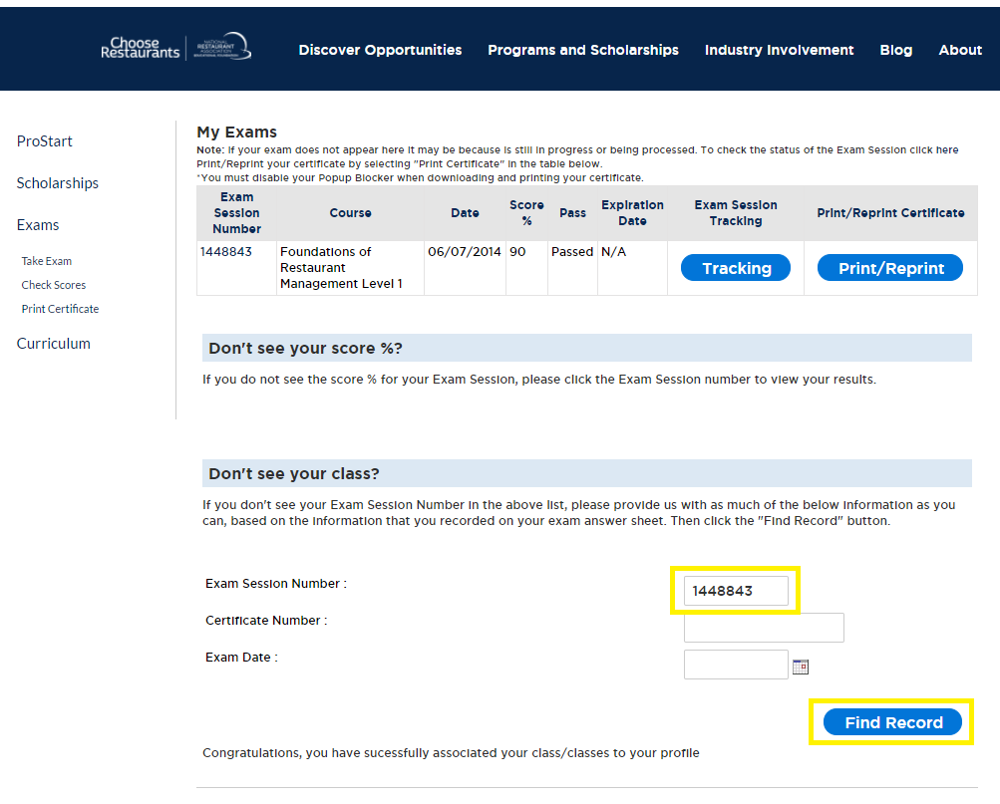 Choose Restaurants
NATIONAL RESTAURANT ASSOCIATION
EDUCATIONAL FOUNDATION
Discover Opportunities
Programs and Scholarships
Industry Involvement
Blog
About
ProStart
Scholarships
Exams
Take Exam
Check Scores
Print Certificate
Curriculum
My Exams
Note: If your exam does not appear here it may be because is still in progress or being processed. To check the status of the Exam Session click here
Print/Reprint your certificate by selecting "Print Certificate" in the table below.
*You must disable your Popup Blocker when downloading and printing your certificate.
Exam Session Number
Course
Date
Score %
Pass
Expiration Date
Exam Session Tracking
Print/Reprint Certificate
1448843
Foundations of
Restaurant
Management Level 1
06/07/2014
90
Passed
N/A
Tracking
Print/Reprint
Don't see your score %?
If you do not see the score % for your Exam Session, please click the Exam Session number to view your results.
Don't see your class?
If you don't see your Exam Session Number in the above list, please provide us with as much of the below information as you
can, based on the information that you recorded on your exam answer sheet. Then click the "Find Record" button.
Exam Session Number :
1448843
Certificate Number :
Exam Date :
Find Record
Congratulations, you have sucessfully associated your class/classes to your profile